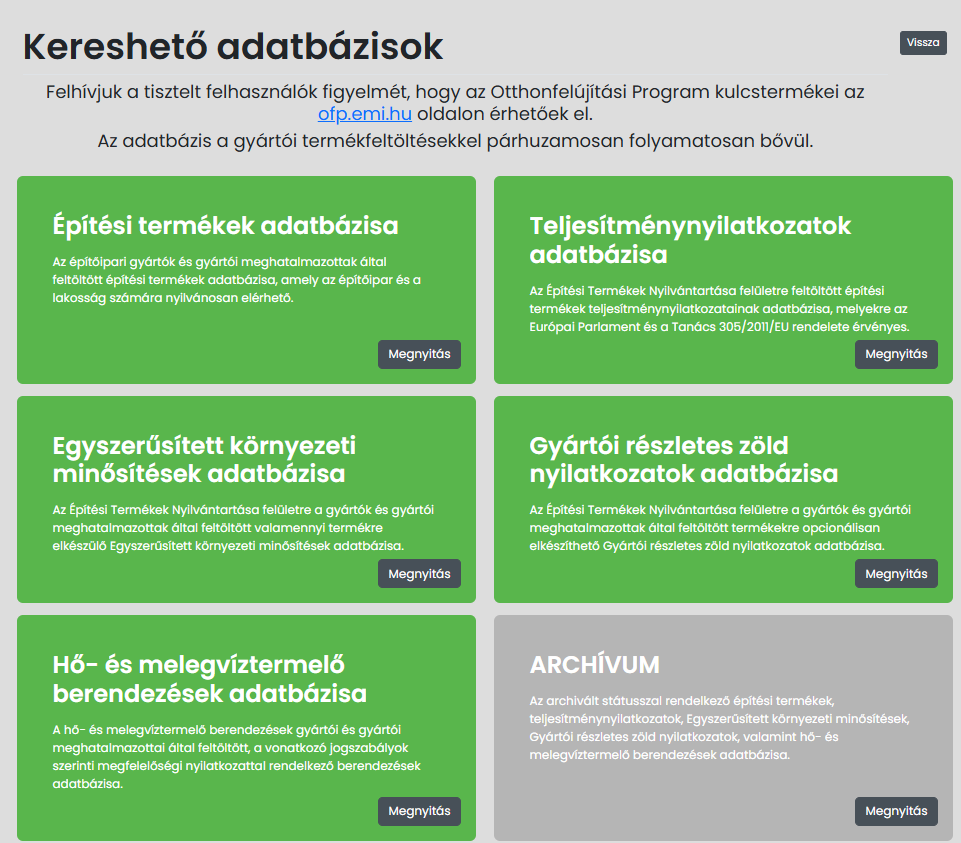 Kereshető adatbázisok
Vissza
Felhívjuk a tisztelt felhasználók figyelmét, hogy az Otthonfelújítási Program kulcstermékei az
ofp.emi.hu oldalon érhetőek el.
Az adatbázis a gyártói termékfeltöltésekkel párhuzamosan folyamatosan bővül.
Építési termékek adatbázisa
Az építőipari gyártók és gyártói meghatalmazottak által
feltöltött építési termékek adatbázisa, amely az építőipar és a
lakosság számára nyilvánosan elérhető.
Megnyitás
Teljesítménynyilatkozatok
adatbázisa
Az Építési Termékek Nyilvántartása felületre feltöltött építési
termékek teljesítménynyilatkozatainak adatbázisa, melyekre az
Európai Parlament és a Tanács 305/2011/EU rendelete érvényes.
Megnyitás
Egyszerűsített környezeti
minősítések adatbázisa
Az Építési Termékek Nyilvántartása felületre a gyártók és gyártói
meghatalmazottak által feltöltött valamennyi termékre
elkészülő Egyszerűsített környezeti minősítések adatbázisa.
Megnyitás
Gyártói részletes zöld
nyilatkozatok adatbázisa
Az Építési Termékek Nyilvántartása felületre a gyártók és gyártói
meghatalmazottak által feltöltött termékekre opcionálisan
elkészíthető Gyártói részletes zöld nyilatkozatok adatbázisa.
Megnyitás
Hő- és melegvíztermelő
berendezések adatbázisa
A hő- és melegvíztermelő berendezések gyártói és gyártói
meghatalmazottai által feltöltött, a vonatkozó jogszabályok
szerinti megfelelőségi nyilatkozattal rendelkező berendezések
adatbázisa.
Megnyitás
ARCHÍVUM
Az archivált státusszal rendelkező építési termékek,
teljesítménynyilatkozatok, Egyszerűsített környezeti minősítések,
Gyártói részletes zöld nyilatkozatok, valamint hő- és
melegvíztermelő berendezések adatbázisa.
Megnyitás